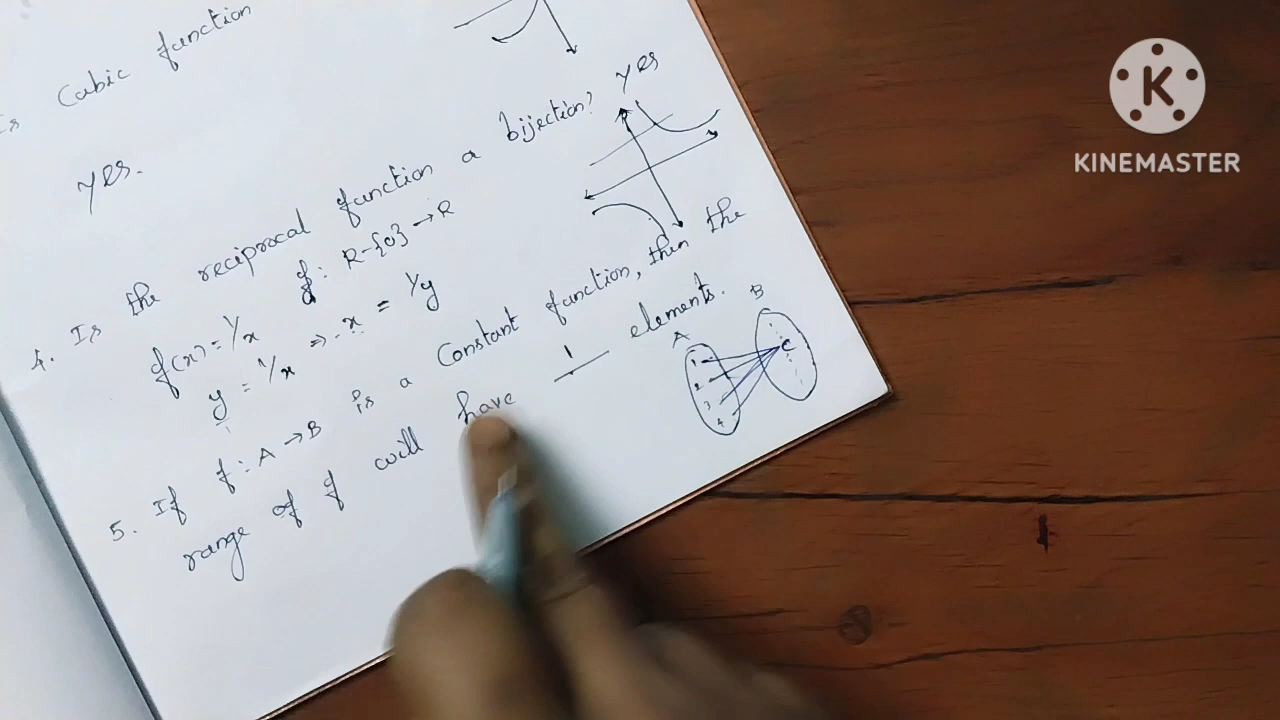 Is Cubic function
yes.
4. Is the reciprocal function a bijection? yes
f: R-{0} → R
f(x) = 1/x
y = 1/x ⇒ x = 1/y
5. If f: A → B is a Constant function, then the
range of f will have 1 elements.
A
B
1
2
3
4
C
K
KINEMASTER